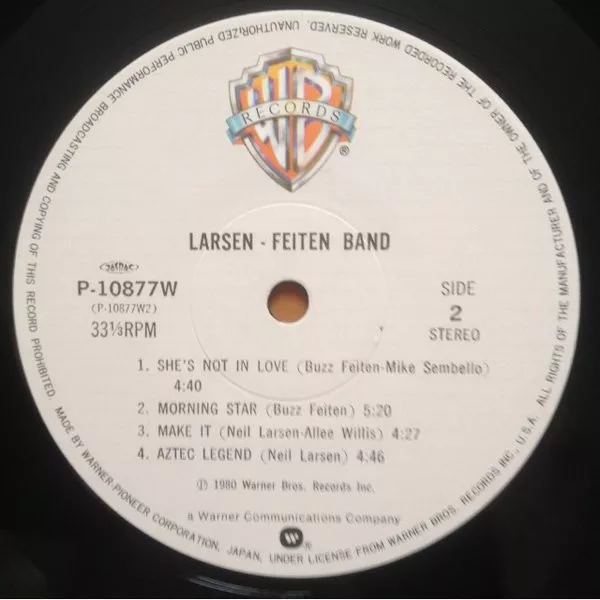 UNAUTHORIZED PUBLIC PERFORMANCE BROADCASTING AND COPYING OF THIS RECORD PROHIBITED. MADE BY WARNER PIONEER CORPORATION, JAPAN, UNDER LICENSE FROM WARNER BROS. RECORDS INC., U.S.A. ALL RIGHTS OF THE MANUFACTURER AND OF THE OWNER OF THE RECORDED WORK RESERVED.
WB
RECORDS
®
LARSEN - FEITEN BAND
JASRAC
P-10877W
(P-10877W2)
33⅓RPM
SIDE
2
STEREO
1. SHE'S NOT IN LOVE (Buzz Feiten-Mike Sembello)
4:40
2. MORNING STAR (Buzz Feiten) 5:20
3. MAKE IT (Neil Larsen-Allee Willis) 4:27
4. AZTEC LEGEND (Neil Larsen) 4:46
Ⓟ 1980 Warner Bros. Records Inc.
a Warner Communications Company
®